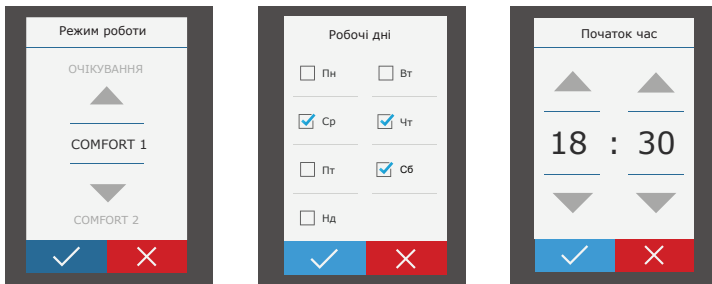 Режим роботи
ОЧІКУВАННЯ
COMFORT 1
COMFORT 2
Робочі дні
Пн Вт
Ср Чт
Пт Сб
Нд
Початок час
18 : 30